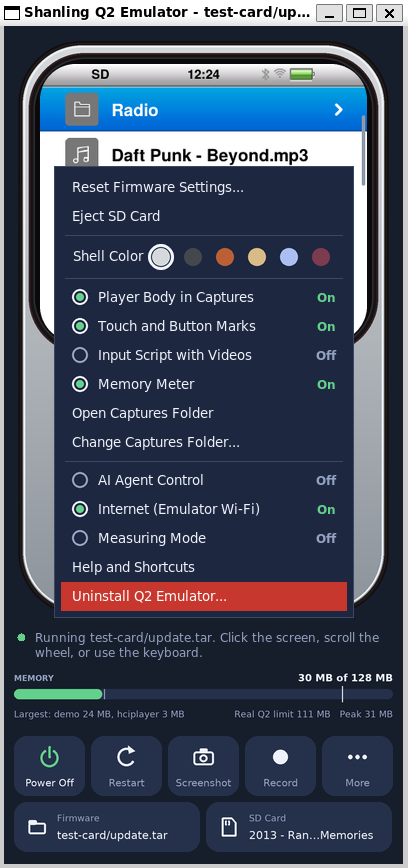 Shanling Q2 Emulator - test-card/up...
SD 12:24
Radio
Daft Punk - Beyond.mp3
Reset Firmware Settings...
Eject SD Card
Shell Color
Player Body in Captures On
Touch and Button Marks On
Input Script with Videos Off
Memory Meter On
Open Captures Folder
Change Captures Folder...
AI Agent Control Off
Internet (Emulator Wi-Fi) On
Measuring Mode Off
Help and Shortcuts
Uninstall Q2 Emulator...
Running test-card/update.tar. Click the screen, scroll the
wheel, or use the keyboard.
MEMORY 30 MB of 128 MB
Largest: demo 24 MB, hciplayer 3 MB Real Q2 limit 111 MB Peak 31 MB
Power Off Restart Screenshot Record More
Firmware SD Card
test-card/update.tar 2013 - Ran...Memories